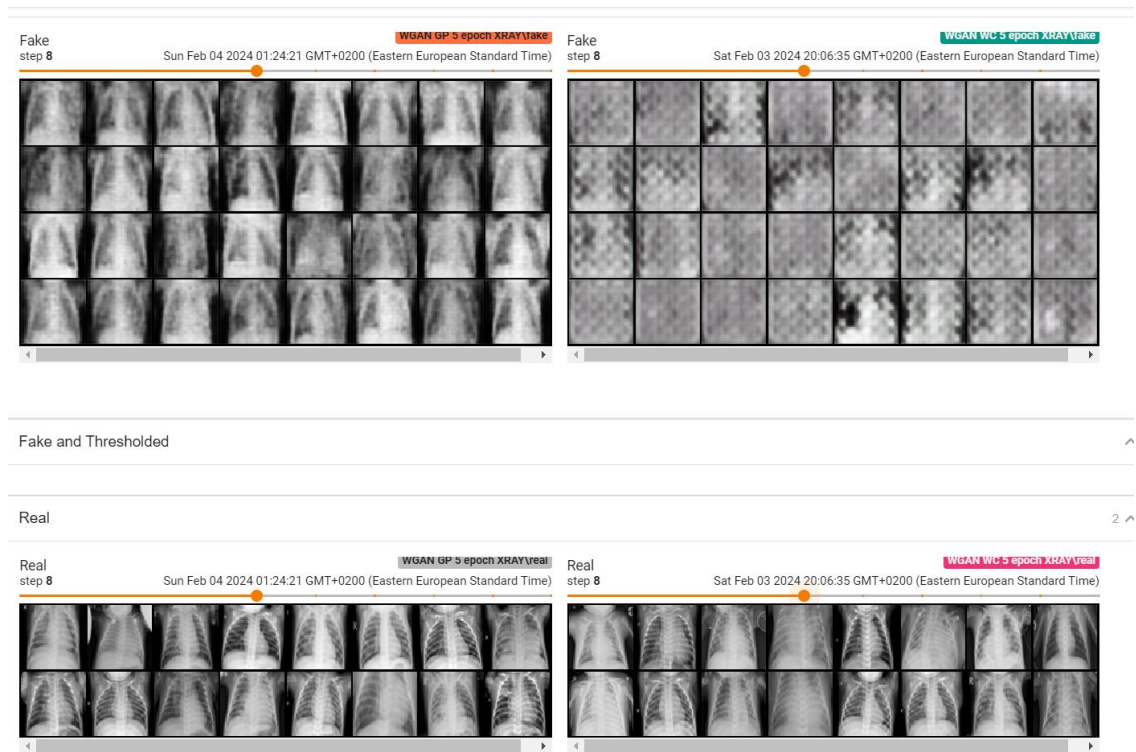 Fake
WGAN GP 5 epoch XRAY\fake
step 8
Sun Feb 04 2024 01:24:21 GMT+0200 (Eastern European Standard Time)
Fake
WGAN WC 5 epoch XRAY\fake
step 8
Sat Feb 03 2024 20:06:35 GMT+0200 (Eastern European Standard Time)
Fake and Thresholded
Real
2
Real
WGAN GP 5 epoch XRAY\real
step 8
Sun Feb 04 2024 01:24:21 GMT+0200 (Eastern European Standard Time)
Real
WGAN WC 5 epoch XRAY\real
step 8
Sat Feb 03 2024 20:06:35 GMT+0200 (Eastern European Standard Time)